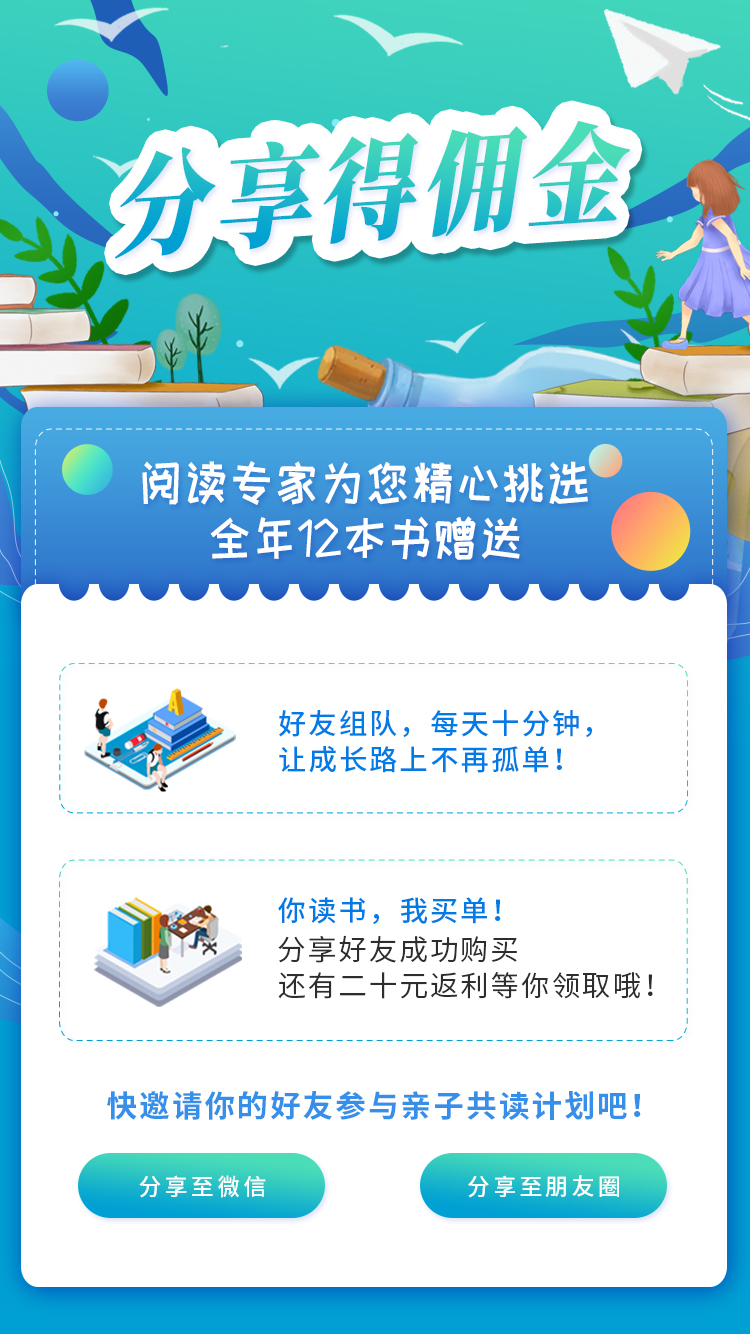 分享得佣金
阅读专家为您精心挑选
全年12本书赠送
好友组队，每天十分钟，
让成长路上不再孤单！
你读书，我买单！
分享好友成功购买
还有二十元返利等你领取哦！
快邀请你的好友参与亲子共读计划吧！
分享至微信
分享至朋友圈